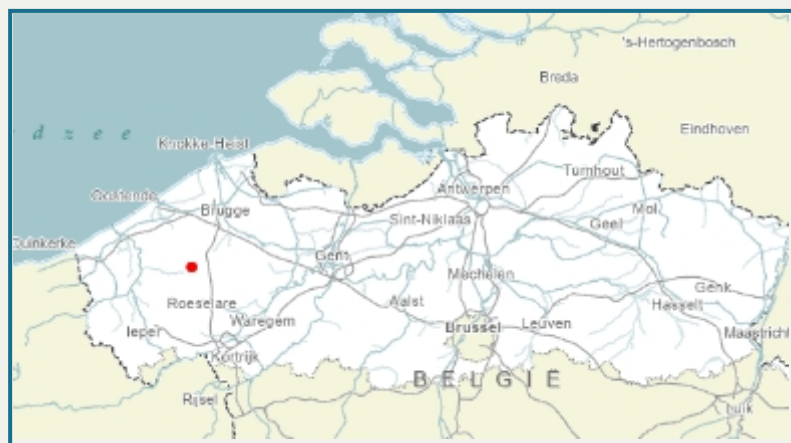 's-Hertogenbosch
Breda
Eindhoven
d z e e
Knokke-Heist
Turnhout
Antwerpen
Oostende
Mol
Brugge
Sint-Niklaas
Geel
Duinkerke
Gent
Mechelen
Genk
Roeselare
Aalst
Hasselt
Waregem
Brussel
Leuven
Ieper
Maastricht
Kortrijk
BELGIË
Rijsel
Luik